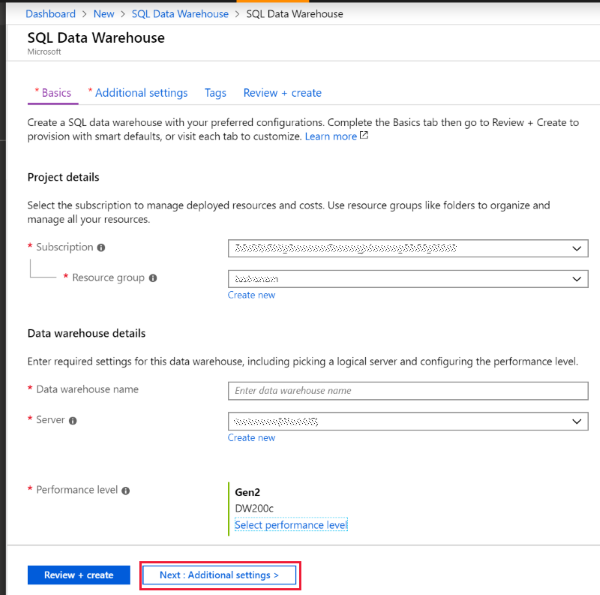 Dashboard > New > SQL Data Warehouse > SQL Data Warehouse
SQL Data Warehouse
Microsoft
* Basics * Additional settings Tags Review + create
Create a SQL data warehouse with your preferred configurations. Complete the Basics tab then go to Review + Create to
provision with smart defaults, or visit each tab to customize. Learn more
Project details
Select the subscription to manage deployed resources and costs. Use resource groups like folders to organize and
manage all your resources.
* Subscription
* Resource group
Create new
Data warehouse details
Enter required settings for this data warehouse, including picking a logical server and configuring the performance level.
* Data warehouse name Enter data warehouse name
* Server
Create new
* Performance level Gen2
DW200c
Select performance level
Review + create Next : Additional settings >